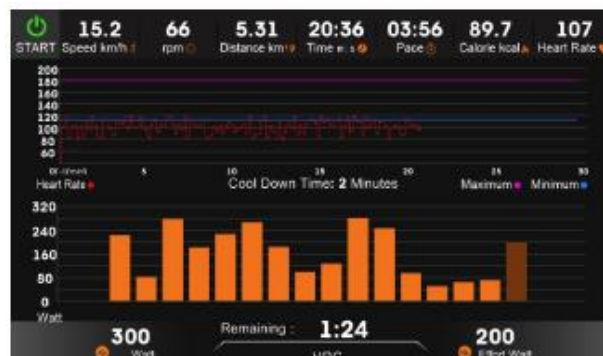 15.2 66 5.31 20:36 03:56 89.7 107
START Speed km/h rpm Distance km Time m:s Pace Calorie kcal Heart Rate
200
180
160
140
120
100
80
60
5 10 15 20 25 30
Heart Rate Cool Down Time: 2 Minutes Maximum Minimum
320
240
160
80
0
Watt
300 Remaining : 1:24 200
Watt Effect Watt